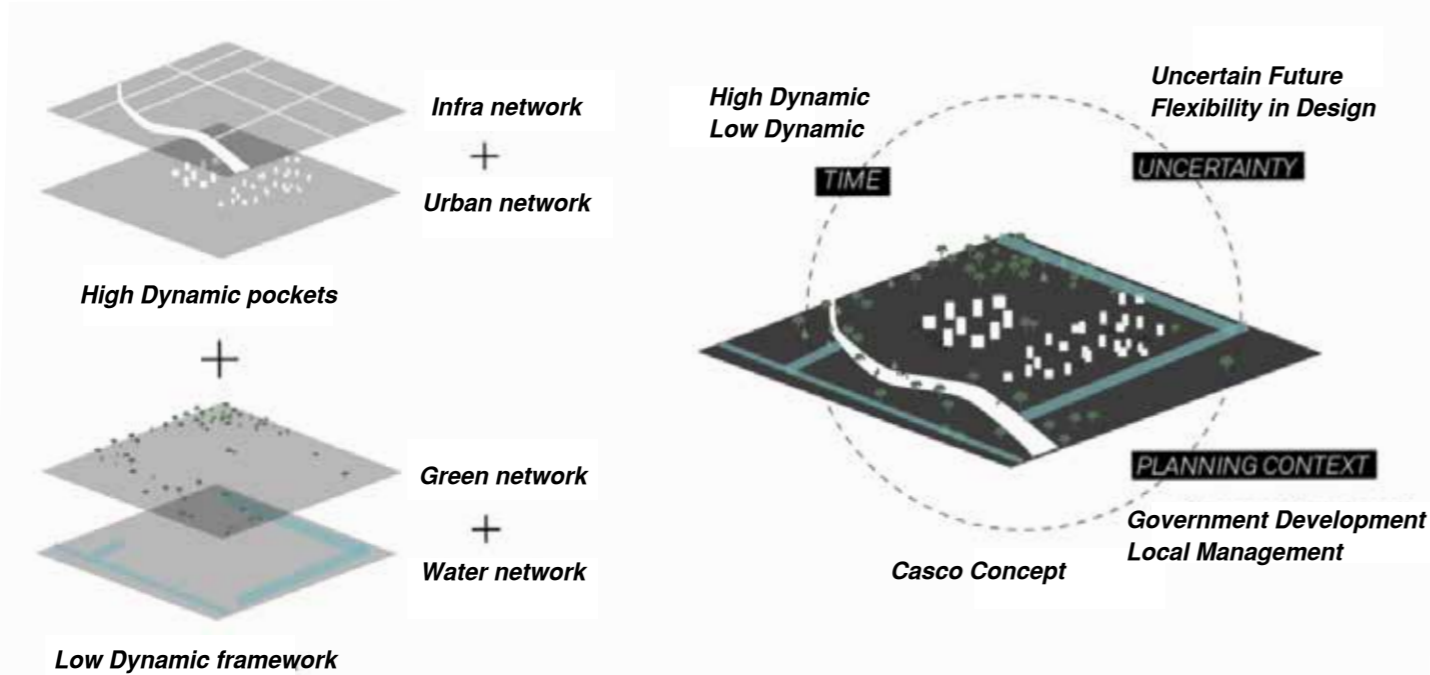 Infra network
+
Urban network
High Dynamic pockets
+
Green network
+
Water network
Low Dynamic framework
High Dynamic
Low Dynamic
TIME
Uncertain Future
Flexibility in Design
UNCERTAINTY
PLANNING CONTEXT
Government Development
Local Management
Casco Concept